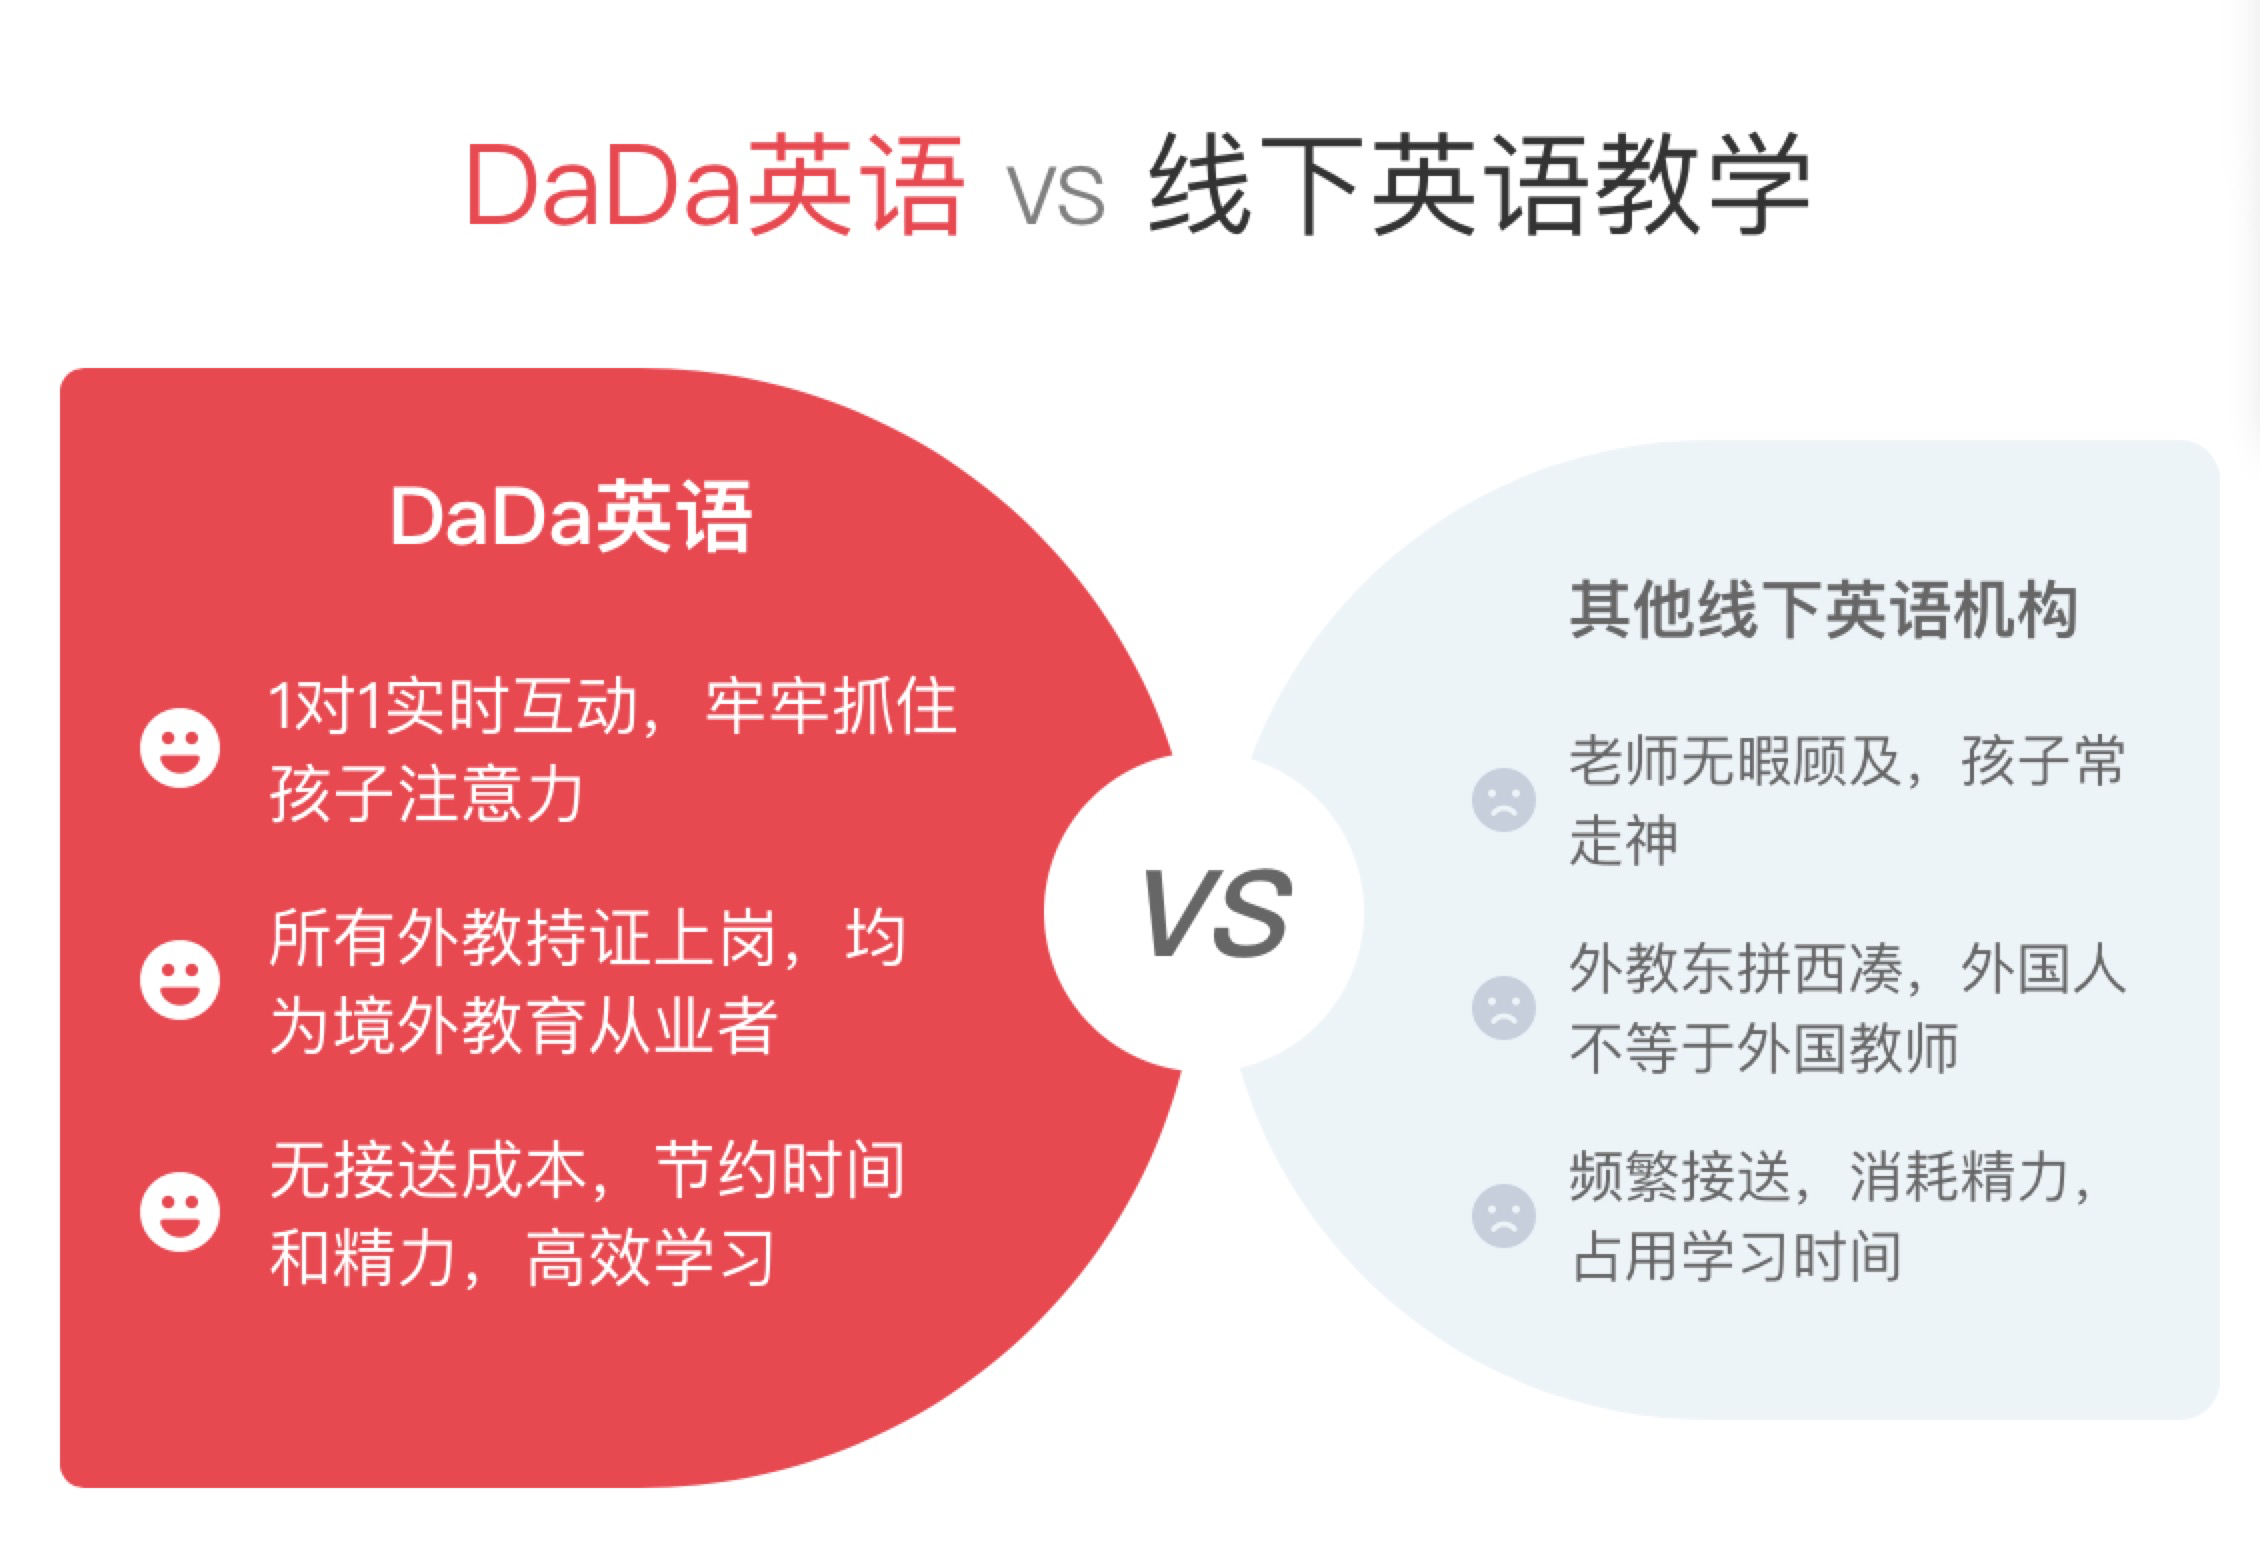 DaDa英语 VS 线下英语教学
DaDa英语
1对1实时互动，牢牢抓住
孩子注意力
所有外教持证上岗，均
为境外教育从业者
无接送成本，节约时间
和精力，高效学习
VS
其他线下英语机构
老师无暇顾及，孩子常
走神
外教东拼西凑，外国人
不等于外国教师
频繁接送，消耗精力，
占用学习时间